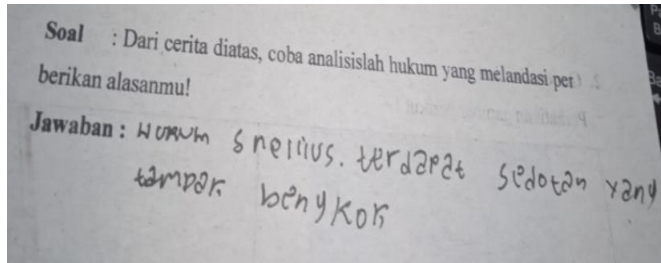 Soal : Dari cerita diatas, coba analisislah hukum yang melandasi per
berikan alasanmu!
Jawaban : Hukum Snellius. terdapat sedotan yang
tampak bengkok